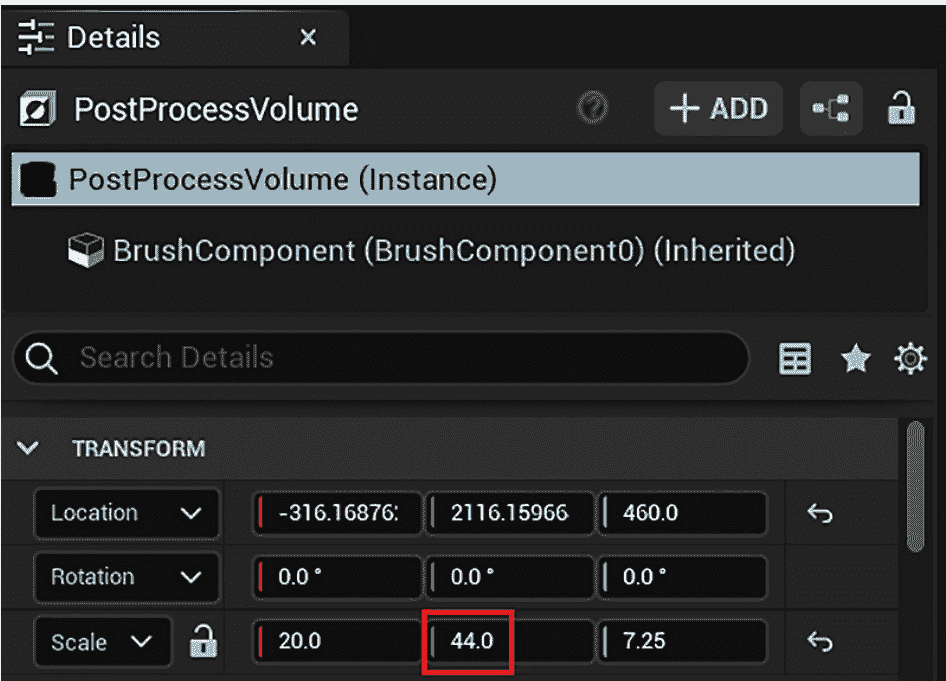 Details
PostProcessVolume
+ ADD
PostProcessVolume (Instance)
BrushComponent (BrushComponent0) (Inherited)
Search Details
TRANSFORM
Location -316.16876 2116.15966 460.0
Rotation 0.0 ° 0.0 ° 0.0 °
Scale 20.0 44.0 7.25